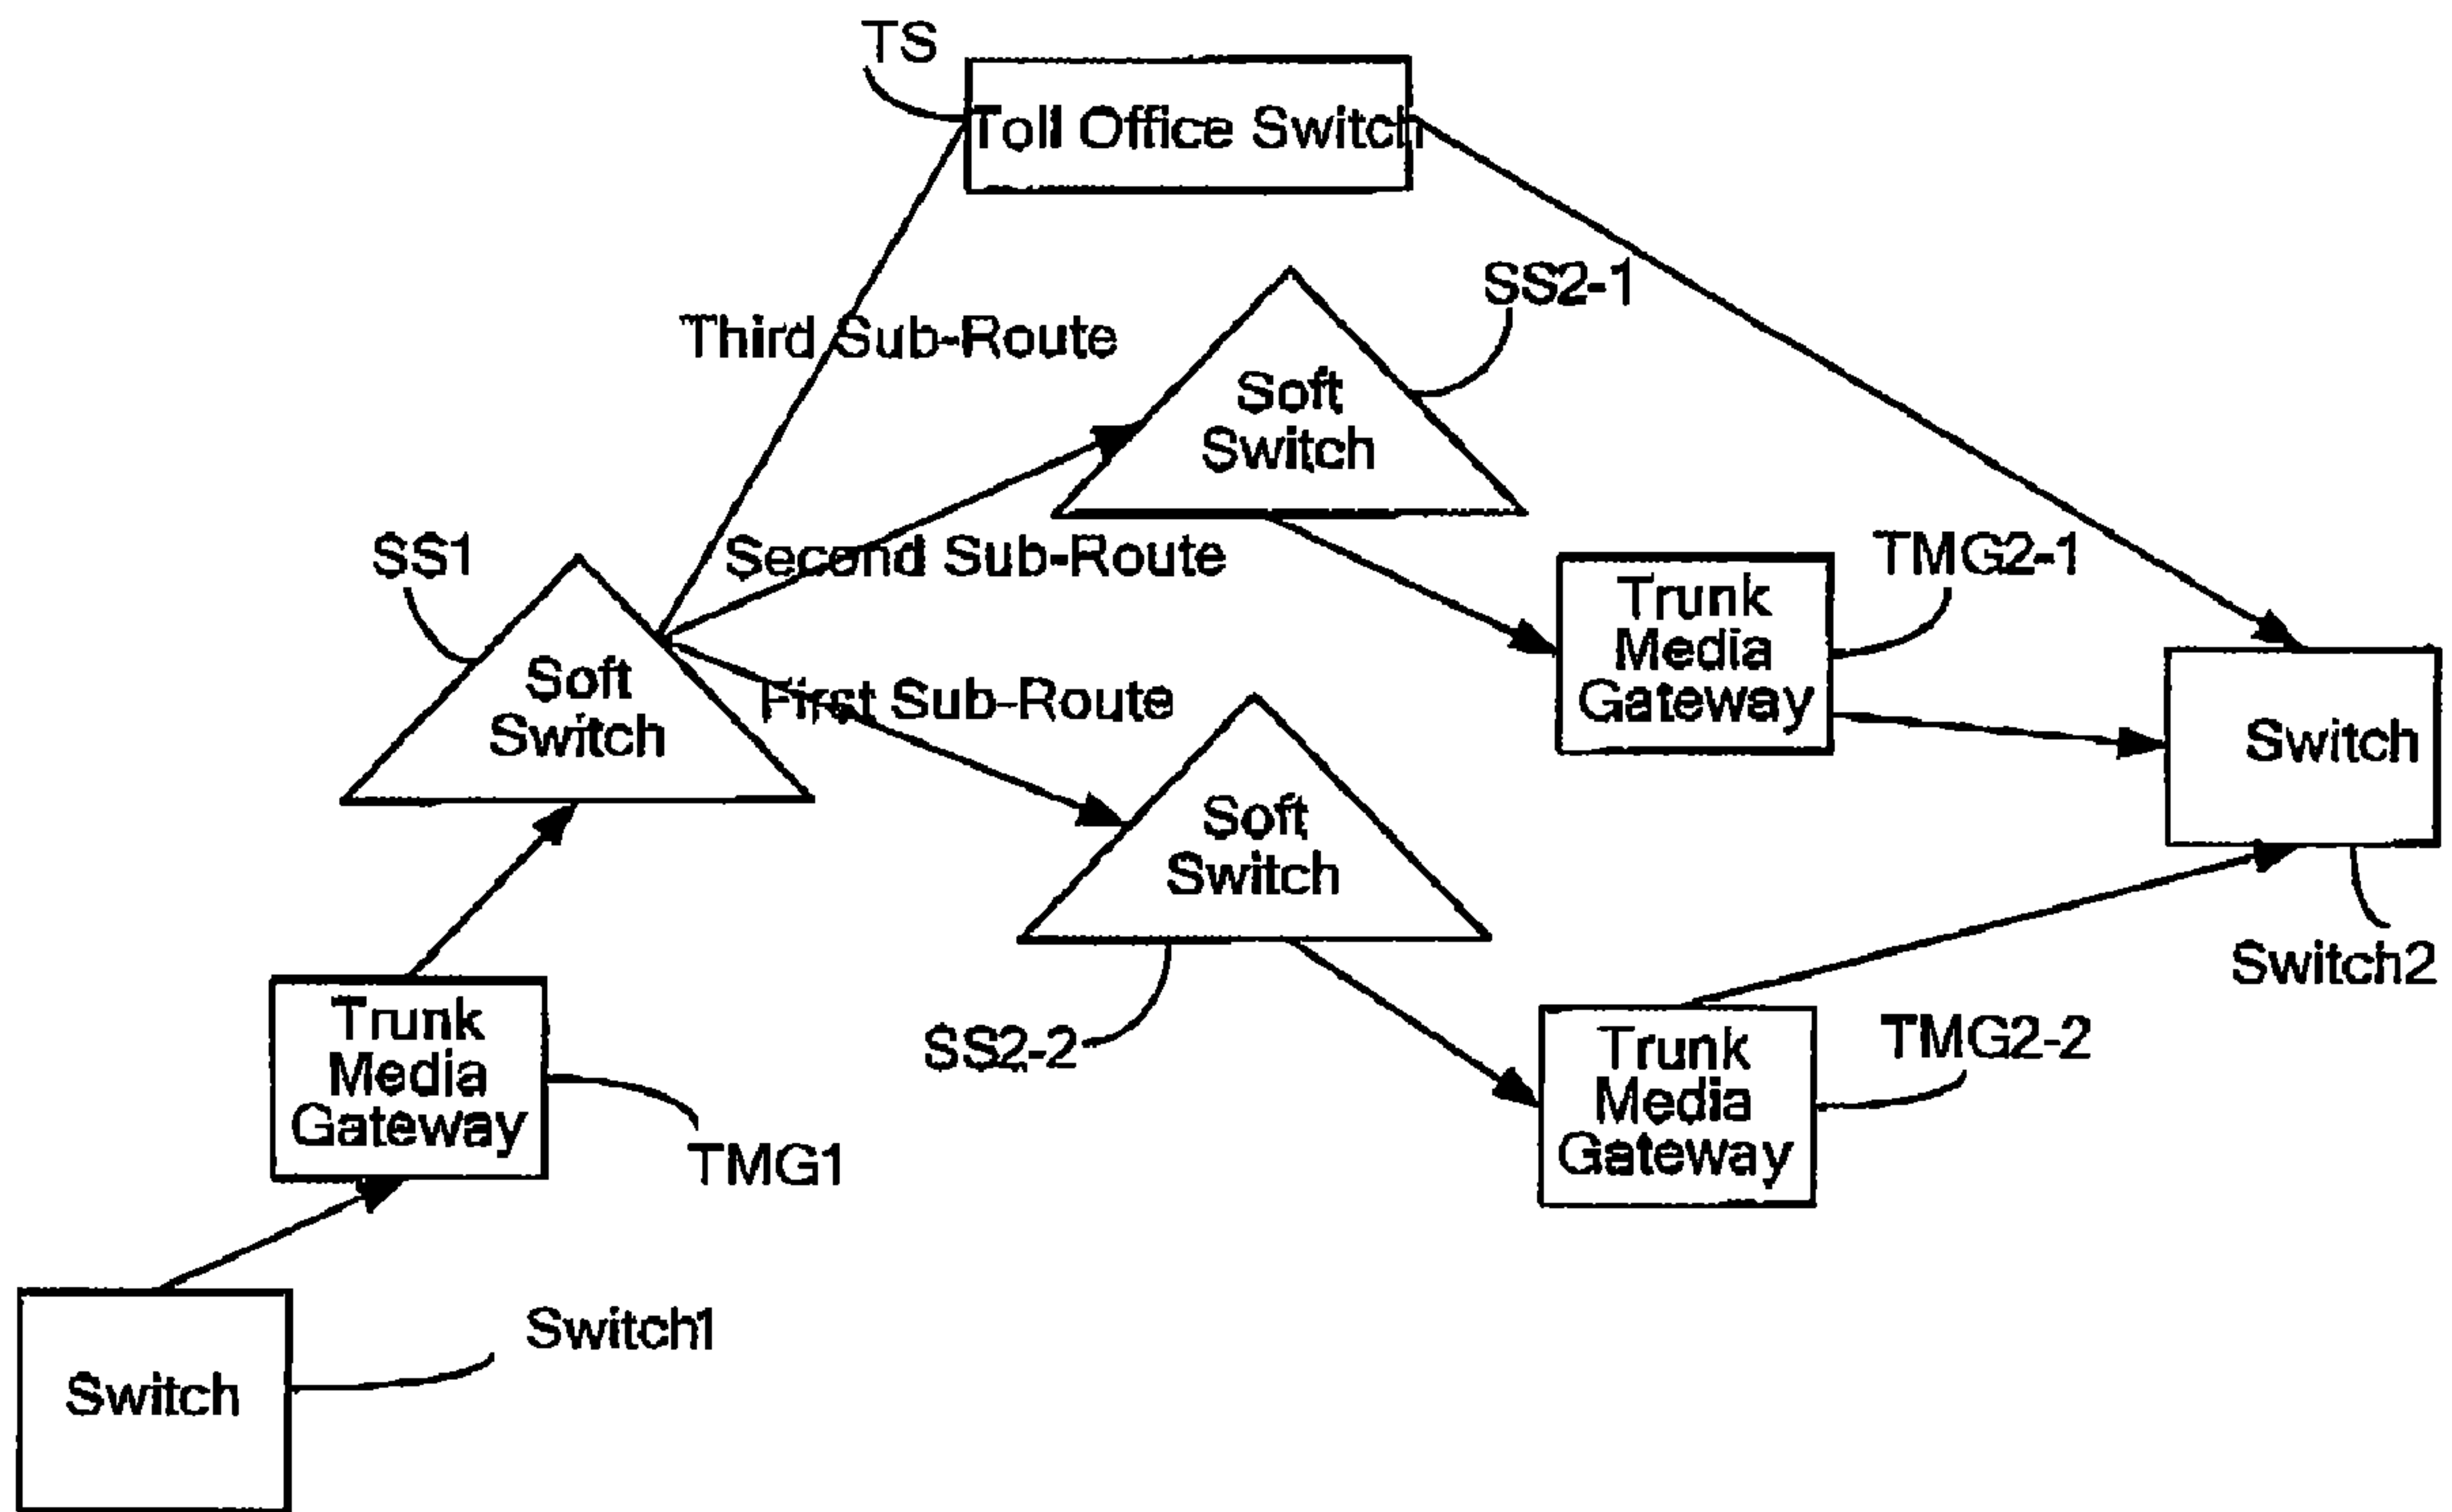 TS
Toll Office Switch
SS2-1
Third Sub-Route
Soft
Switch
SS1
Second Sub-Route
TMG2-1
Trunk
Media
Gateway
Soft
Switch
First Sub-Route
Switch
Soft
Switch
Switch2
Trunk
Media
Gateway
SS2-2
TMG2-2
Trunk
Media
Gateway
TMG1
Switch1
Switch